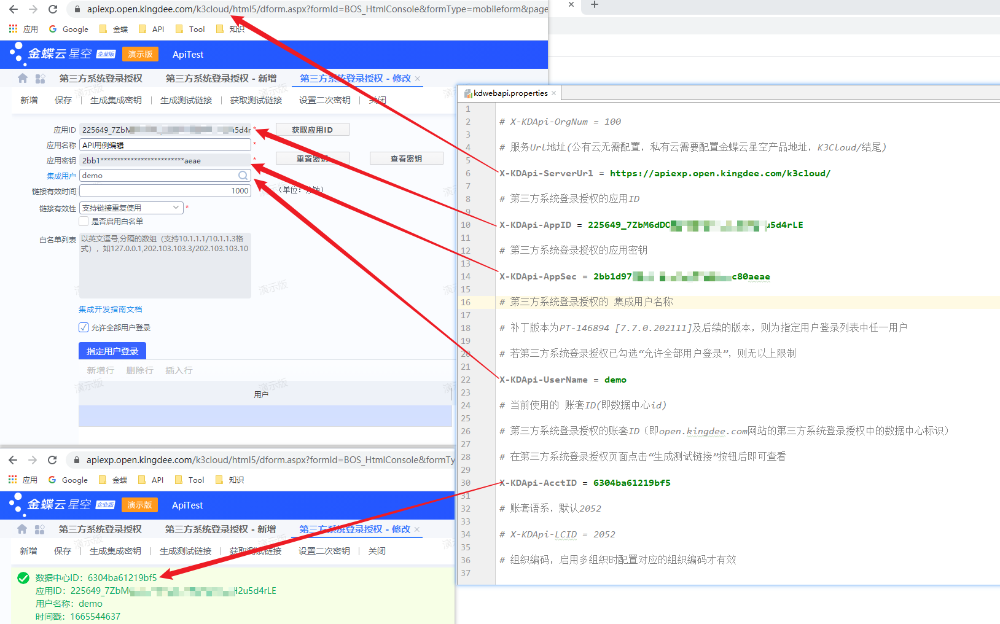 apiexp.open.kingdee.com/k3cloud/html5/dform.aspx?formId=BOS_HtmlConsole&formType=mobileform&page
应用 Google 金蝶 API Tool 知识
金蝶云 星空 企业版 演示版 ApiTest
第三方系统登录授权 第三方系统登录授权 - 新增 第三方系统登录授权 - 修改
新增 保存 生成集成密钥 生成测试链接 获取测试链接 设置二次密钥 关闭
应用ID 225649_7ZbM u5d4r * 获取应用ID
应用名称 API用例编辑 *
应用密钥 2bb1*************************aeae * 重置密钥 查看密钥
集成用户 demo
链接有效时间 1000 （单位：分钟）
链接有效性 支持链接重复使用 *
是否启用白名单
白名单列表 以英文逗号,分隔的数组（支持10.1.1.1/10.1.1.3格
式），如127.0.0.1,202.103.103.3/202.103.103.10
集成开发指南文档
允许全部用户登录
指定用户登录
新增行 删除行 插入行
用户
演示版
演示版
演示版
演示版
演示版
kdwebapi.properties
1
2 # X-KDApi-OrgNum = 100
3
4 # 服务Url地址(公有云无需配置，私有云需要配置金蝶云星空产品地址，K3Cloud/结尾)
5
6 X-KDApi-ServerUrl = https://apiexp.open.kingdee.com/k3cloud/
7
8 # 第三方系统登录授权的应用ID
9
10 X-KDApi-AppID = 225649_7ZbM6dDO u5d4rLE
11
12 # 第三方系统登录授权的应用密钥
13
14 X-KDApi-AppSec = 2bb1d97 c80aeae
15
16 # 第三方系统登录授权的 集成用户名称
17
18 # 补丁版本为PT-146894 [7.7.0.202111]及后续的版本，则为指定用户登录列表中任一用户
19
20 # 若第三方系统登录授权已勾选“允许全部用户登录”，则无以上限制
21
22 X-KDApi-UserName = demo
23
24 # 当前使用的 账套ID(即数据中心id)
25
26 # 第三方系统登录授权的账套ID（即open.kingdee.com网站的第三方系统登录授权中的数据中心标识）
27
28 # 在第三方系统登录授权页面点击“生成测试链接”按钮后即可查看
29
30 X-KDApi-AcctID = 6304ba61219bf5
31
32 # 账套语系，默认2052
33
34 # X-KDApi-LCID = 2052
35
36 # 组织编码，启用多组织时配置对应的组织编码才有效
37
apiexp.open.kingdee.com/k3cloud/html5/dform.aspx?formId=BOS_HtmlConsole&formTy
应用 Google 金蝶 API Tool 知识
金蝶云 星空 企业版 演示版 ApiTest
第三方系统登录授权 第三方系统登录授权 - 新增 第三方系统登录授权 - 修改
新增 保存 生成集成密钥 生成测试链接 获取测试链接 设置二次密钥 关闭
演示版
演示版
数据中心ID：6304ba61219bf5
应用ID：225649_7ZbM H2u5d4rLE
用户名称：demo
时间戳：1665544637